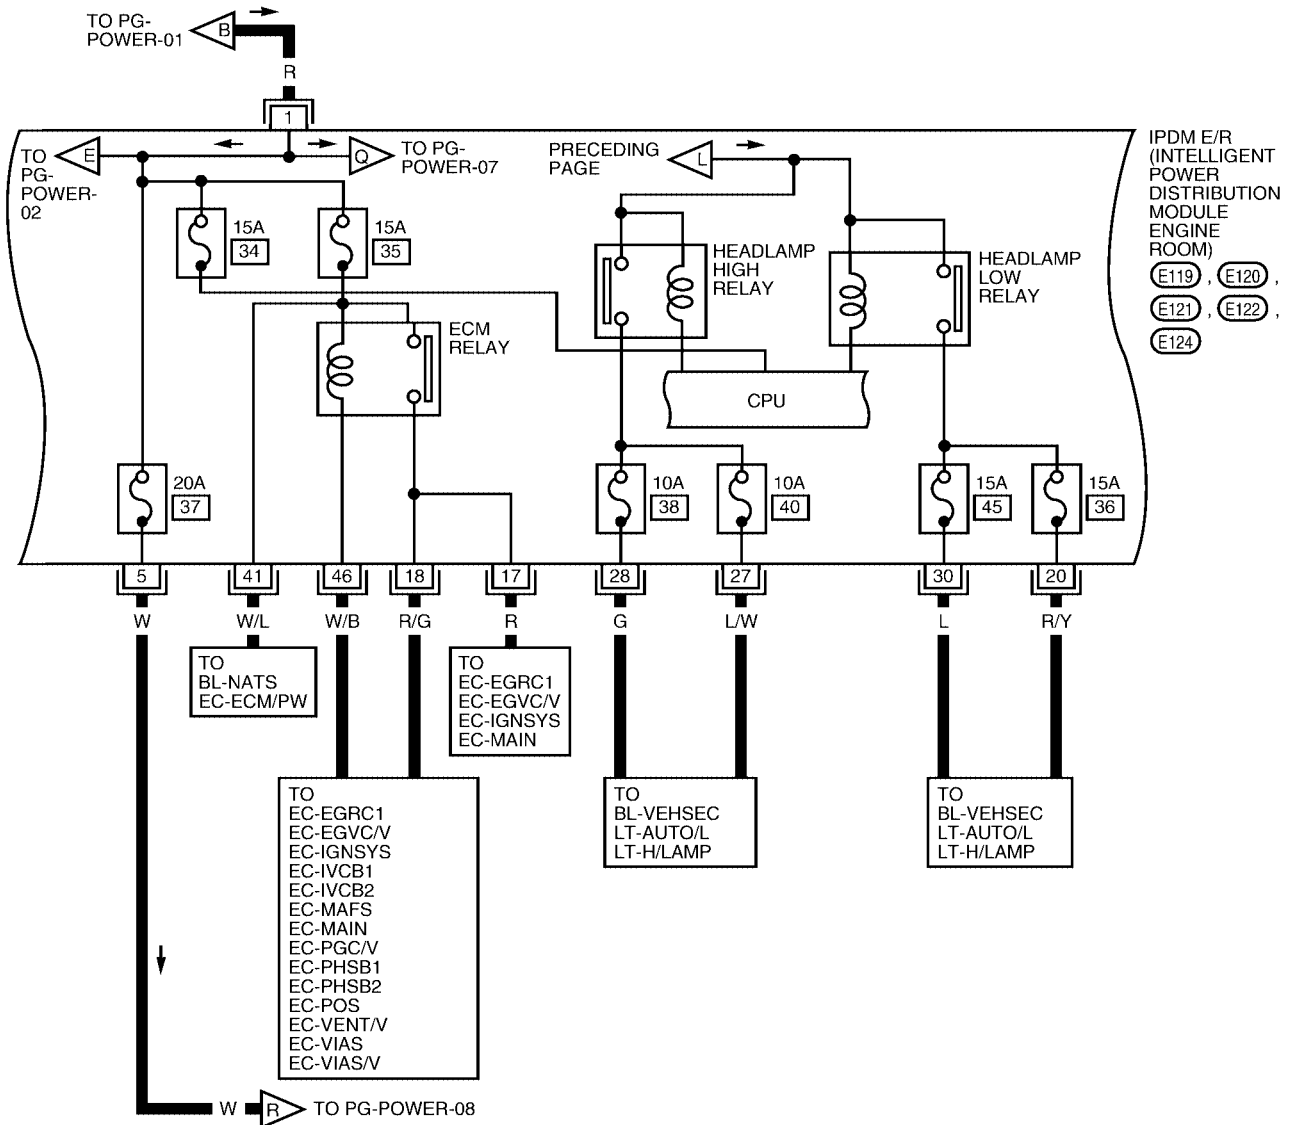 TO PG-
POWER-01
B
R
1
TO
PG-
POWER-
02
E
Q
TO PG-
POWER-07
PRECEDING
PAGE
L
IPDM E/R
(INTELLIGENT
POWER
DISTRIBUTION
MODULE
ENGINE
ROOM)
E119 , E120 ,
E121 , E122 ,
E124
15A
34
15A
35
HEADLAMP
HIGH
RELAY
HEADLAMP
LOW
RELAY
ECM
RELAY
CPU
20A
37
10A
38
10A
40
15A
45
15A
36
5 41 46 18 17 28 27 30 20
W W/L W/B R/G R G L/W L R/Y
TO
BL-NATS
EC-ECM/PW
TO
EC-EGRC1
EC-EGVC/V
EC-IGNSYS
EC-MAIN
TO
EC-EGRC1
EC-EGVC/V
EC-IGNSYS
EC-IVCB1
EC-IVCB2
EC-MAFS
EC-MAIN
EC-PGC/V
EC-PHSB1
EC-PHSB2
EC-POS
EC-VENT/V
EC-VIAS
EC-VIAS/V
TO
BL-VEHSEC
LT-AUTO/L
LT-H/LAMP
TO
BL-VEHSEC
LT-AUTO/L
LT-H/LAMP
W R TO PG-POWER-08